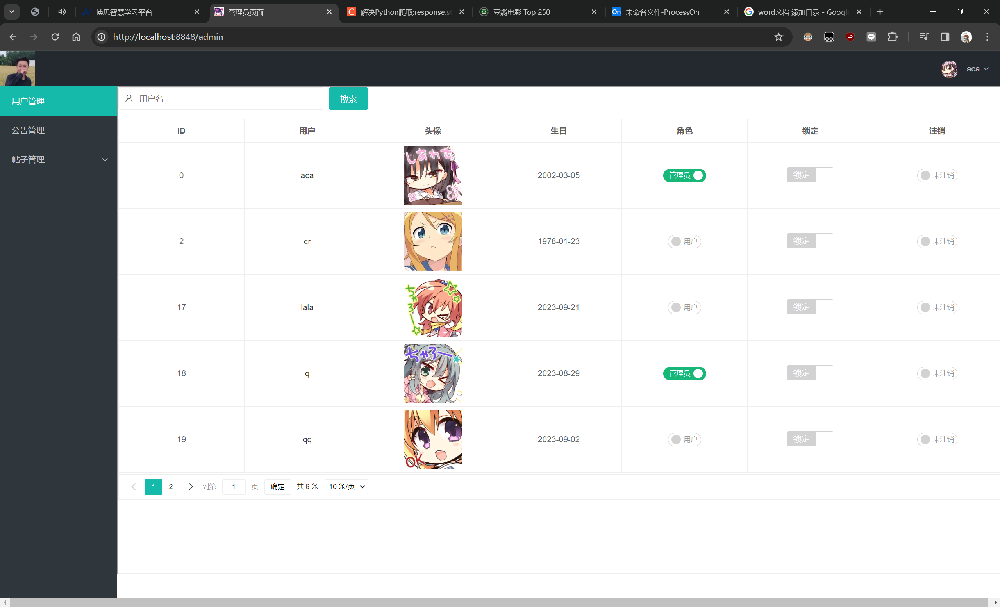 博思智慧学习平台
管理员页面
解决Python爬取:response.st
豆瓣电影 Top 250
On 未命名文件-ProcessOn
word文档 添加目录 - Googl
http://localhost:8848/admin
aca
用户管理
公告管理
帖子管理
用户名 搜索
ID 用户 头像 生日 角色 锁定 注销
しあわせ
0 aca 2002-03-05 管理员 锁定 未注销
2 cr 1978-01-23 用户 锁定 未注销
ちゃろー
17 lala 2023-09-21 用户 锁定 未注销
ちゃろー
18 q 2023-08-29 管理员 锁定 未注销
19 qq 2023-09-02 用户 锁定 未注销
OK
1 2 到第 1 页 确定 共 9 条 10 条/页